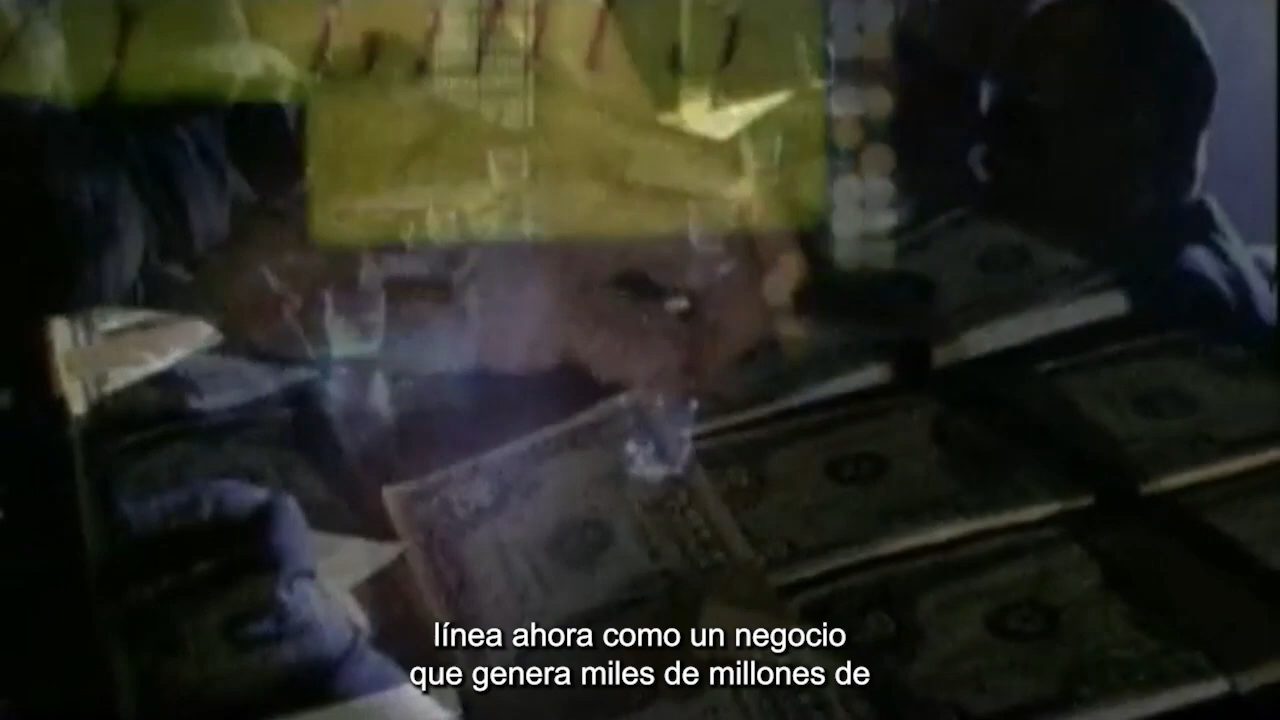 línea ahora como un negocio
que genera miles de millones de